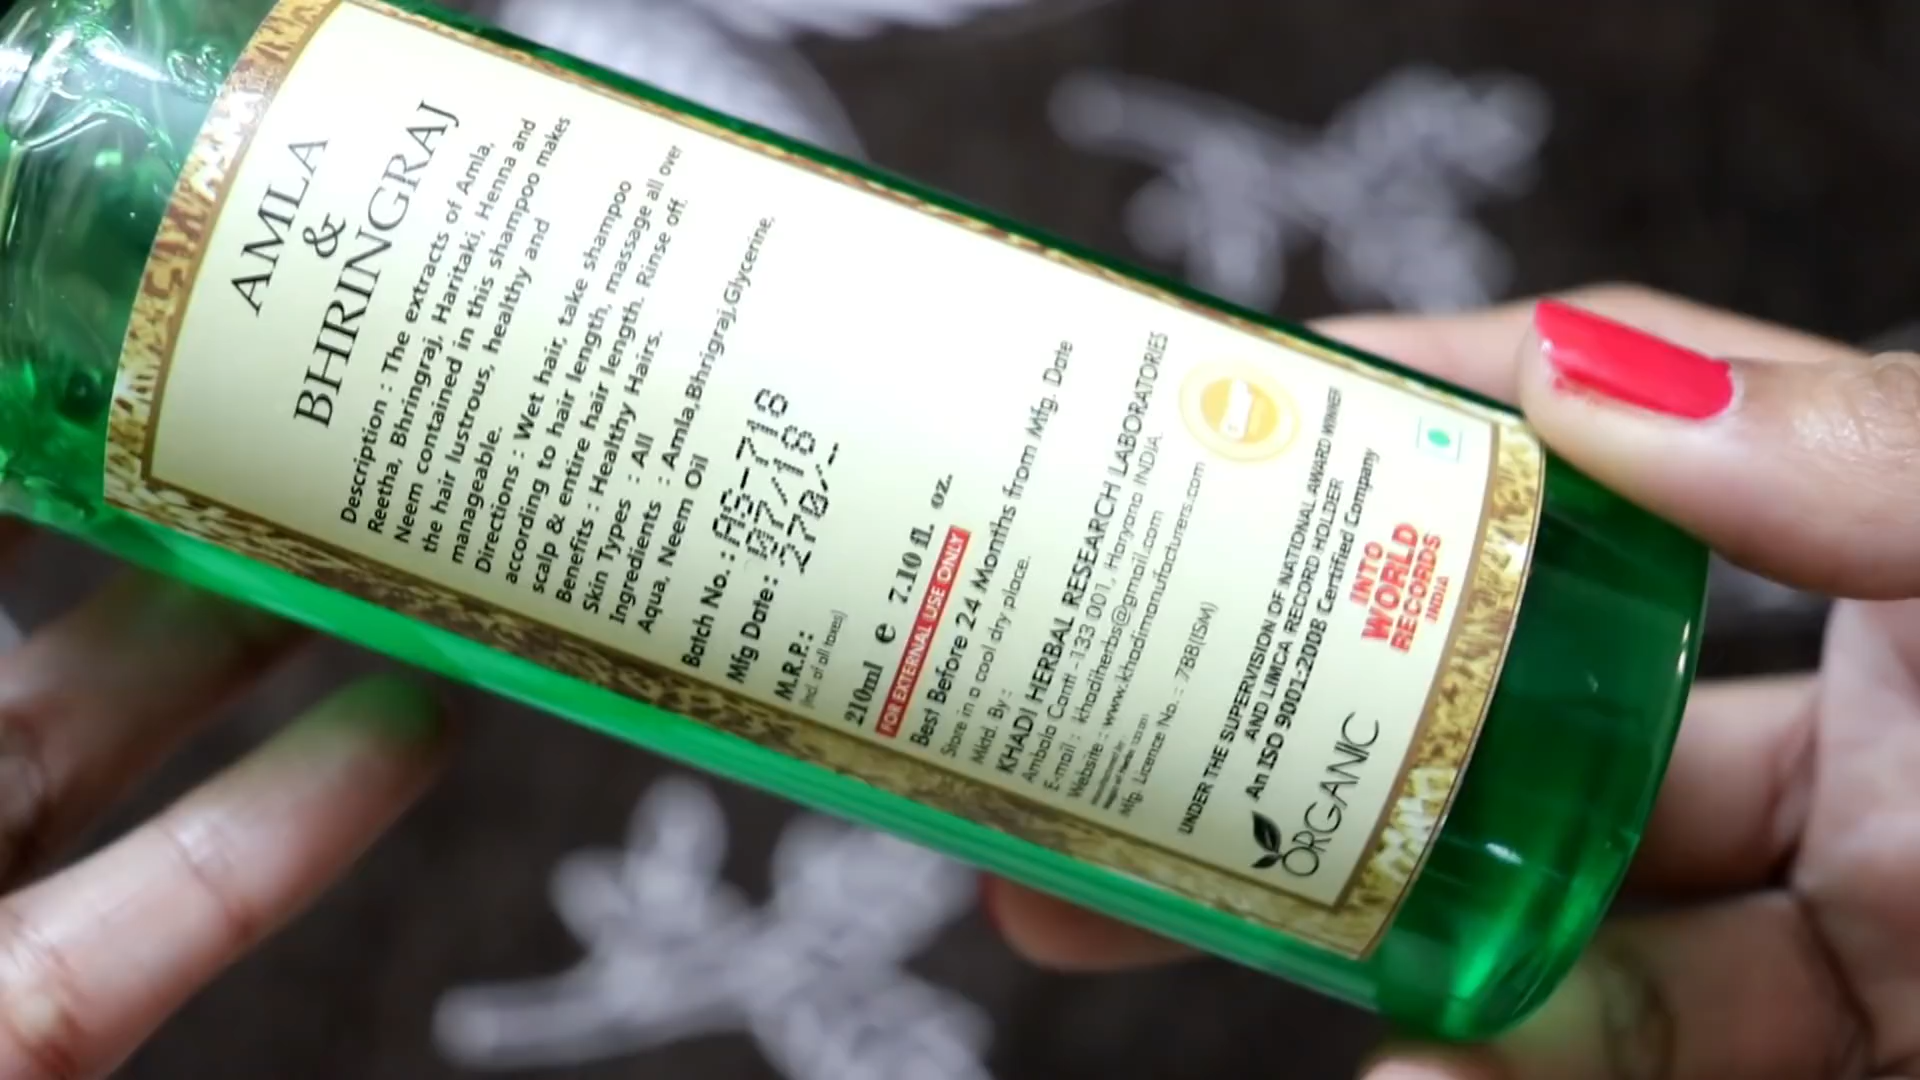 AMLA
&
BHRINGRAJ
Description : The extracts of Amla,
Reetha, Bhringraj, Haritaki, Henna and
Neem contained in this shampoo makes
the hair lustrous, healthy and
manageable.
Directions : Wet hair, take shampoo
according to hair length, massage all over
scalp & entire hair length. Rinse off.
Benefits : Healthy Hairs.
Skin Types : All
Ingredients : Amla,Bhrigraj,Glycerine,
Aqua, Neem Oil
Batch No. : AS-718
Mfg Date : 07/18
M.R.P.: 270/-
(incl. of all taxes)
210ml e 7.10 fl. oz.
FOR EXTERNAL USE ONLY
Best Before 24 Months from Mfg. Date
Store in a cool dry place.
Mktd. By :
KHADI HERBAL RESEARCH LABORATORIES
Ambala Cantt -133 001, Haryana INDIA.
E-mail : khadiherbs@gmail.com
Website : www.khadimanufacturers.com
Mfg. Licence No.: 788(ISM)
UNDER THE SUPERVISION OF NATIONAL AWARD WINNER
AND LIMCA RECORD HOLDER
An ISO 9001:2008 Certified Company
ORGANIC
INTO
WORLD
RECORDS
INDIA